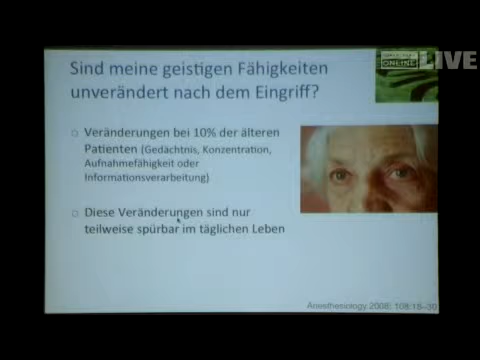 Sind meine geistigen Fähigkeiten
unverändert nach dem Eingriff?
ONLINE LIVE
Veränderungen bei 10% der älteren
Patienten (Gedächtnis, Konzentration,
Aufnahmefähigkeit oder
Informationsverarbeitung)
Diese Veränderungen sind nur
teilweise spürbar im täglichen Leben
Anesthesiology 2008; 108:18–30